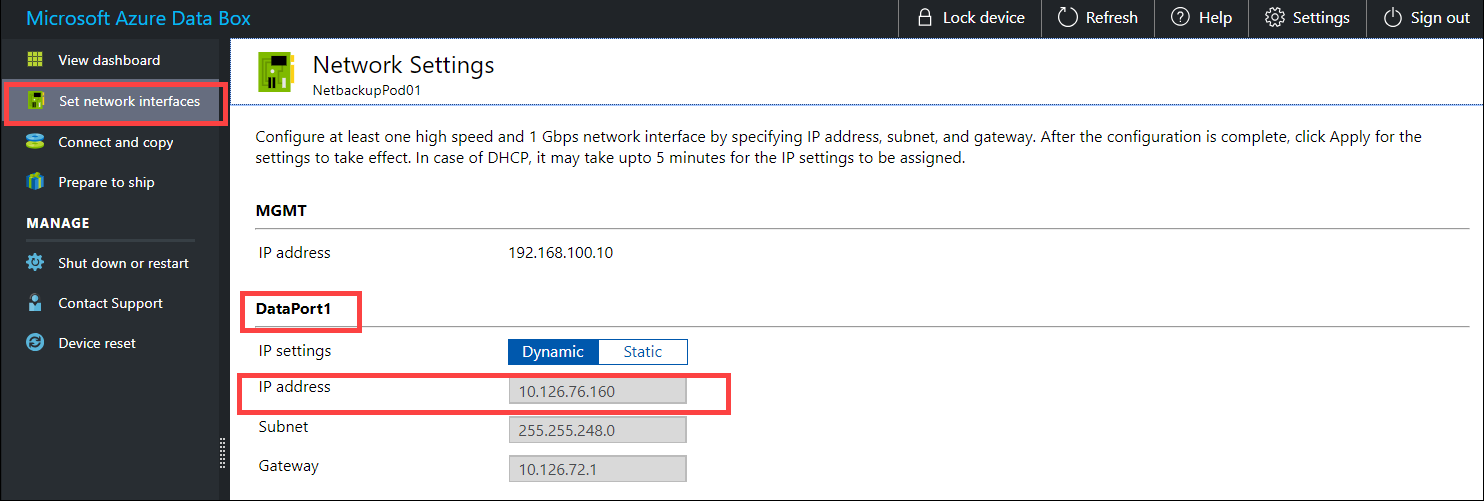 Microsoft Azure Data Box
Lock device
Refresh
Help
Settings
Sign out
View dashboard
Set network interfaces
Connect and copy
Prepare to ship
MANAGE
Shut down or restart
Contact Support
Device reset
Network Settings
NetbackupPod01
Configure at least one high speed and 1 Gbps network interface by specifying IP address, subnet, and gateway. After the configuration is complete, click Apply for the
settings to take effect. In case of DHCP, it may take upto 5 minutes for the IP settings to be assigned.
MGMT
IP address 192.168.100.10
DataPort1
IP settings Dynamic Static
IP address 10.126.76.160
Subnet 255.255.248.0
Gateway 10.126.72.1